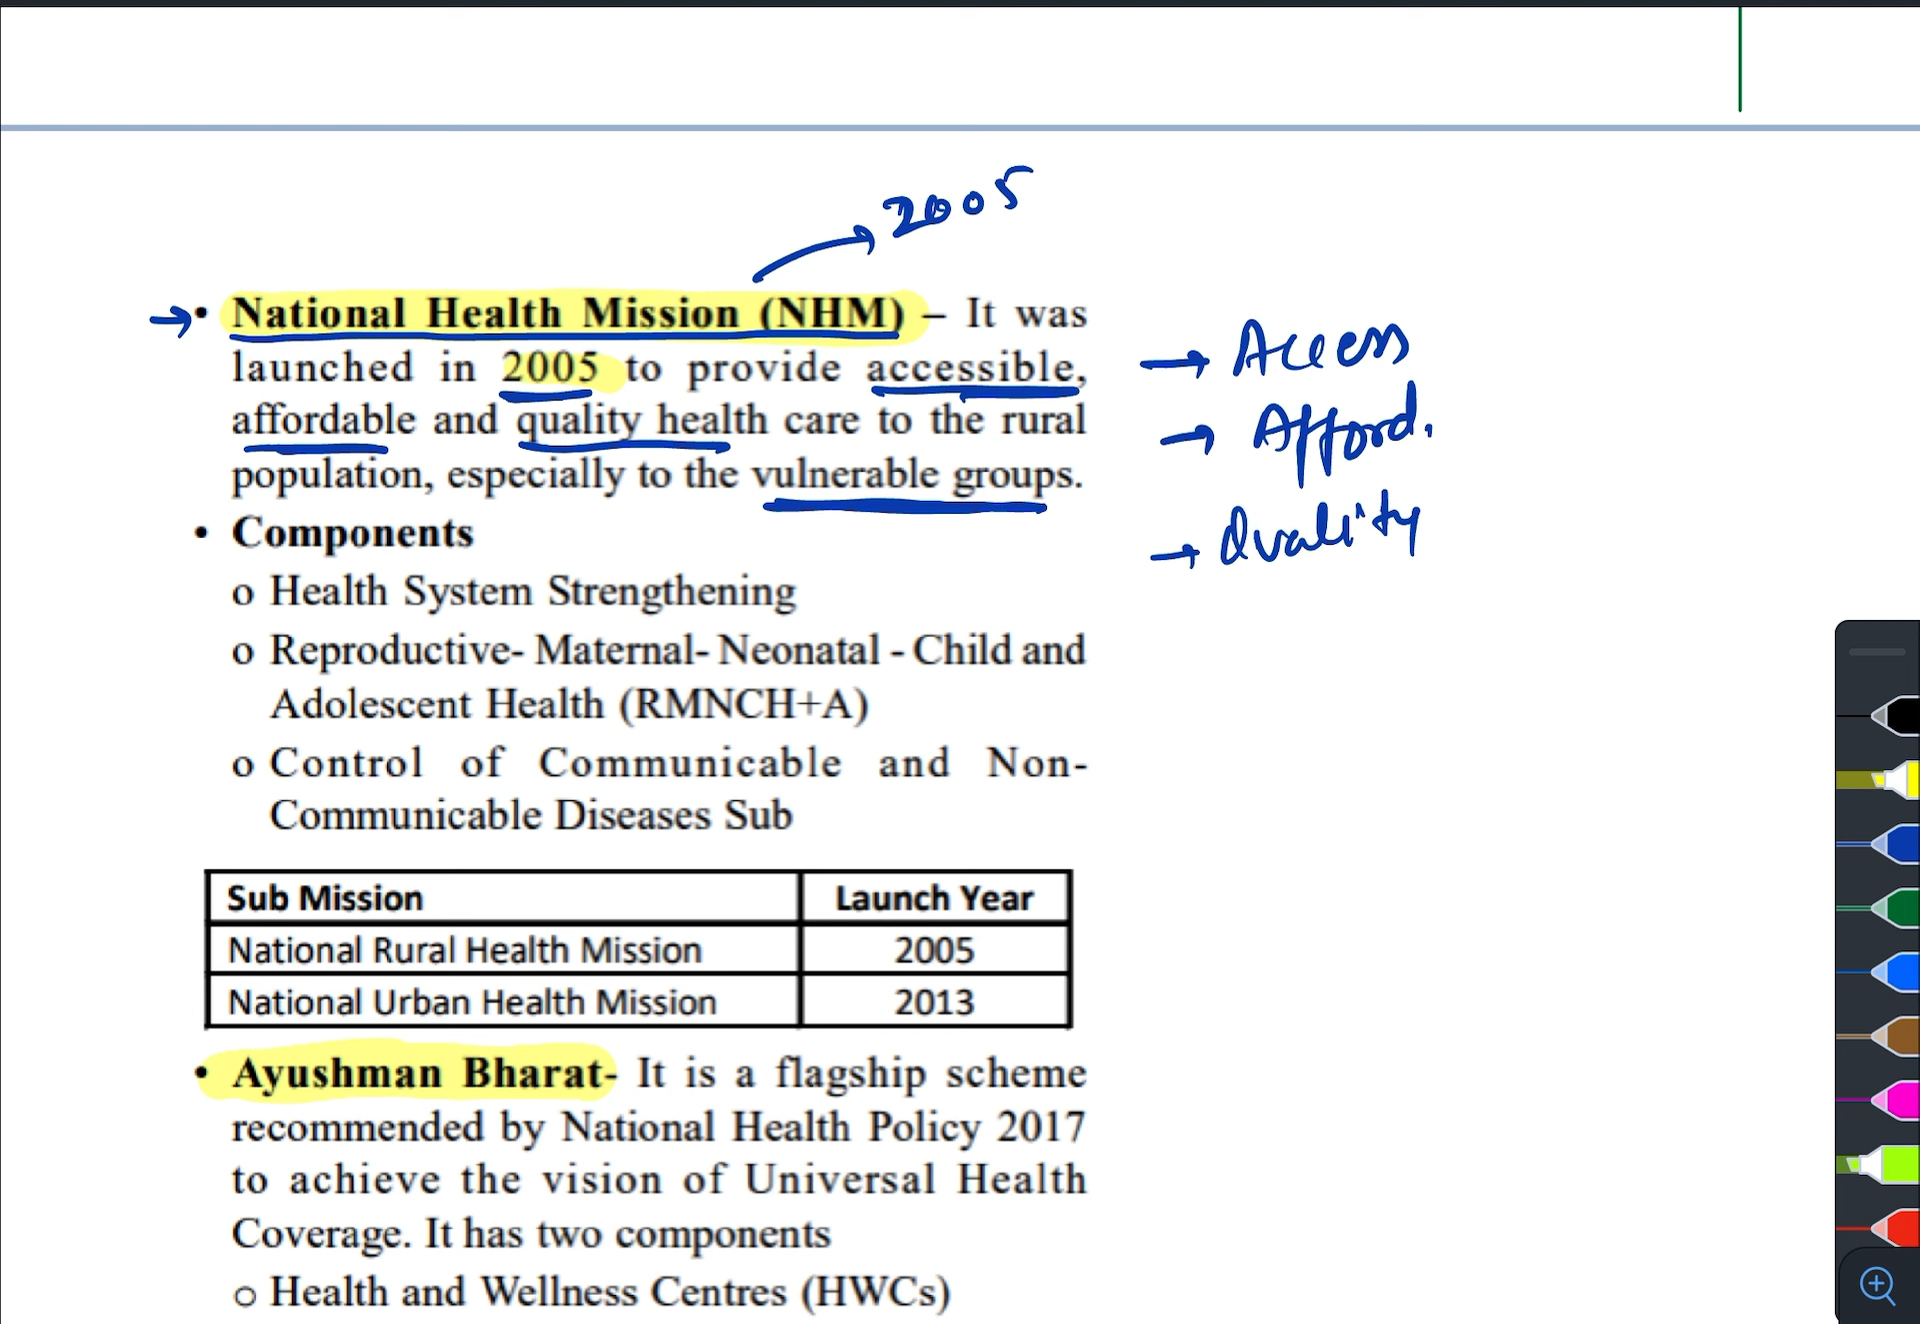 2005
• National Health Mission (NHM) – It was
launched in 2005 to provide accessible,
affordable and quality health care to the rural
population, especially to the vulnerable groups.
→ Access
→ Afford.
→ Quality
• Components
o Health System Strengthening
o Reproductive- Maternal- Neonatal - Child and
Adolescent Health (RMNCH+A)
o Control of Communicable and Non-
Communicable Diseases Sub
Sub Mission Launch Year
National Rural Health Mission 2005
National Urban Health Mission 2013
• Ayushman Bharat- It is a flagship scheme
recommended by National Health Policy 2017
to achieve the vision of Universal Health
Coverage. It has two components
o Health and Wellness Centres (HWCs)